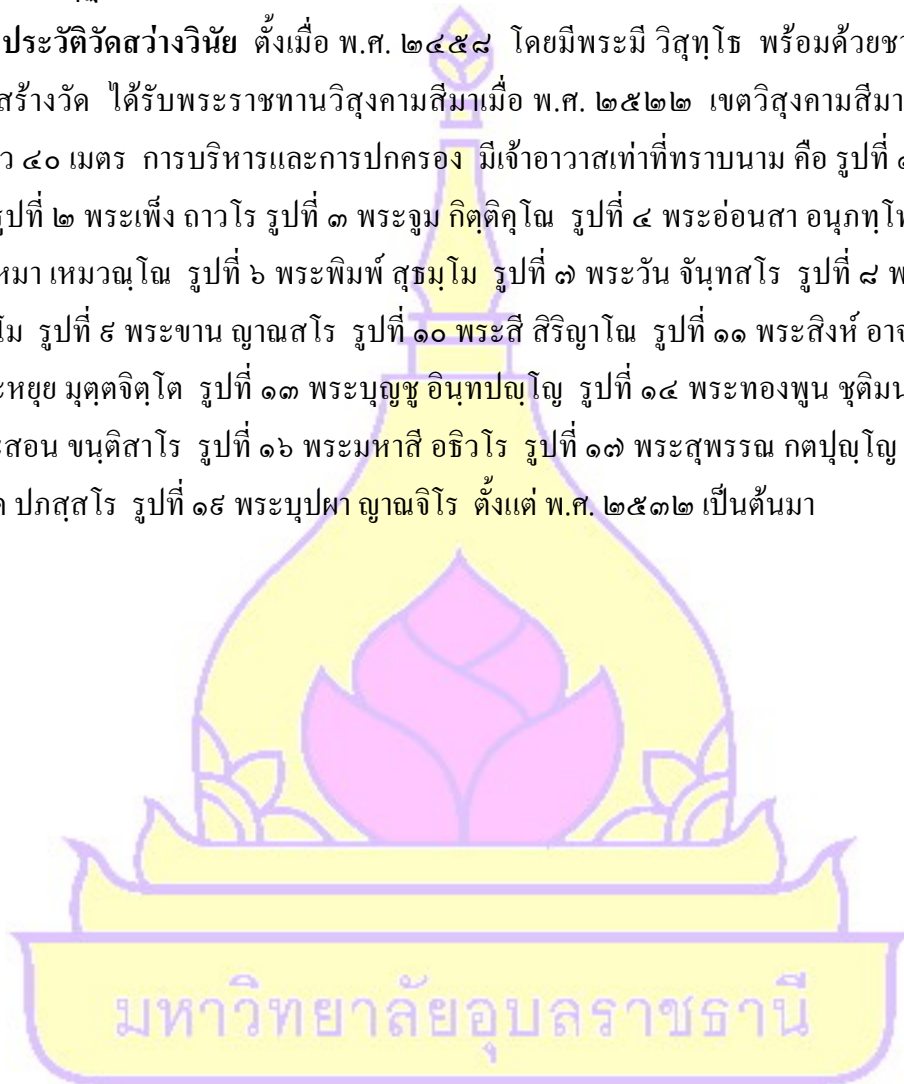 ประวัติวัดสว่างวินัย ตั้งเมื่อ พ.ศ. ๒๔๕๘ โดยมีพระมี วิสุทฺโธ พร้อมด้วย
สร้างวัด ได้รับพระราชทานวิสุงคามสีมาเมื่อ พ.ศ. ๒๕๒๒ เขตวิสุงคามสีมา
ว ๔๐ เมตร การบริหารและการปกครอง มีเจ้าอาวาสเท่าที่ทราบนาม คือ รูปที่
รูปที่ ๒ พระเพ็ง ถาวโร รูปที่ ๓ พระจูม กิตฺติคุโณ รูปที่ ๔ พระอ่อนสา
หมา เหมวณฺโณ รูปที่ ๖ พระพิมพ์ สุธมฺโม รูปที่ ๗ พระวัน จันฺทสโร รูปที่ ๘
โม รูปที่ ๙ พระขาน ญาณสโร รูปที่ ๑๐ พระสี สิริญาโณ รูปที่ ๑๑ พระสิงห์
ะหยุย มุตฺตจิตฺโต รูปที่ ๑๓ พระบุญชู อินฺทปญฺโญ รูปที่ ๑๔ พระทองพูน
ะสอน ขนฺติสาโร รูปที่ ๑๖ พระมหาสี อธิวโร รูปที่ ๑๗ พระสุพรรณ กตปุญฺโญ
ค ปภสฺสโร รูปที่ ๑๙ พระบุปผา ญาณจิโร ตั้งแต่ พ.ศ. ๒๕๓๒ เป็นต้นมา
มหาวิทยาลัยอุบลราชธานี